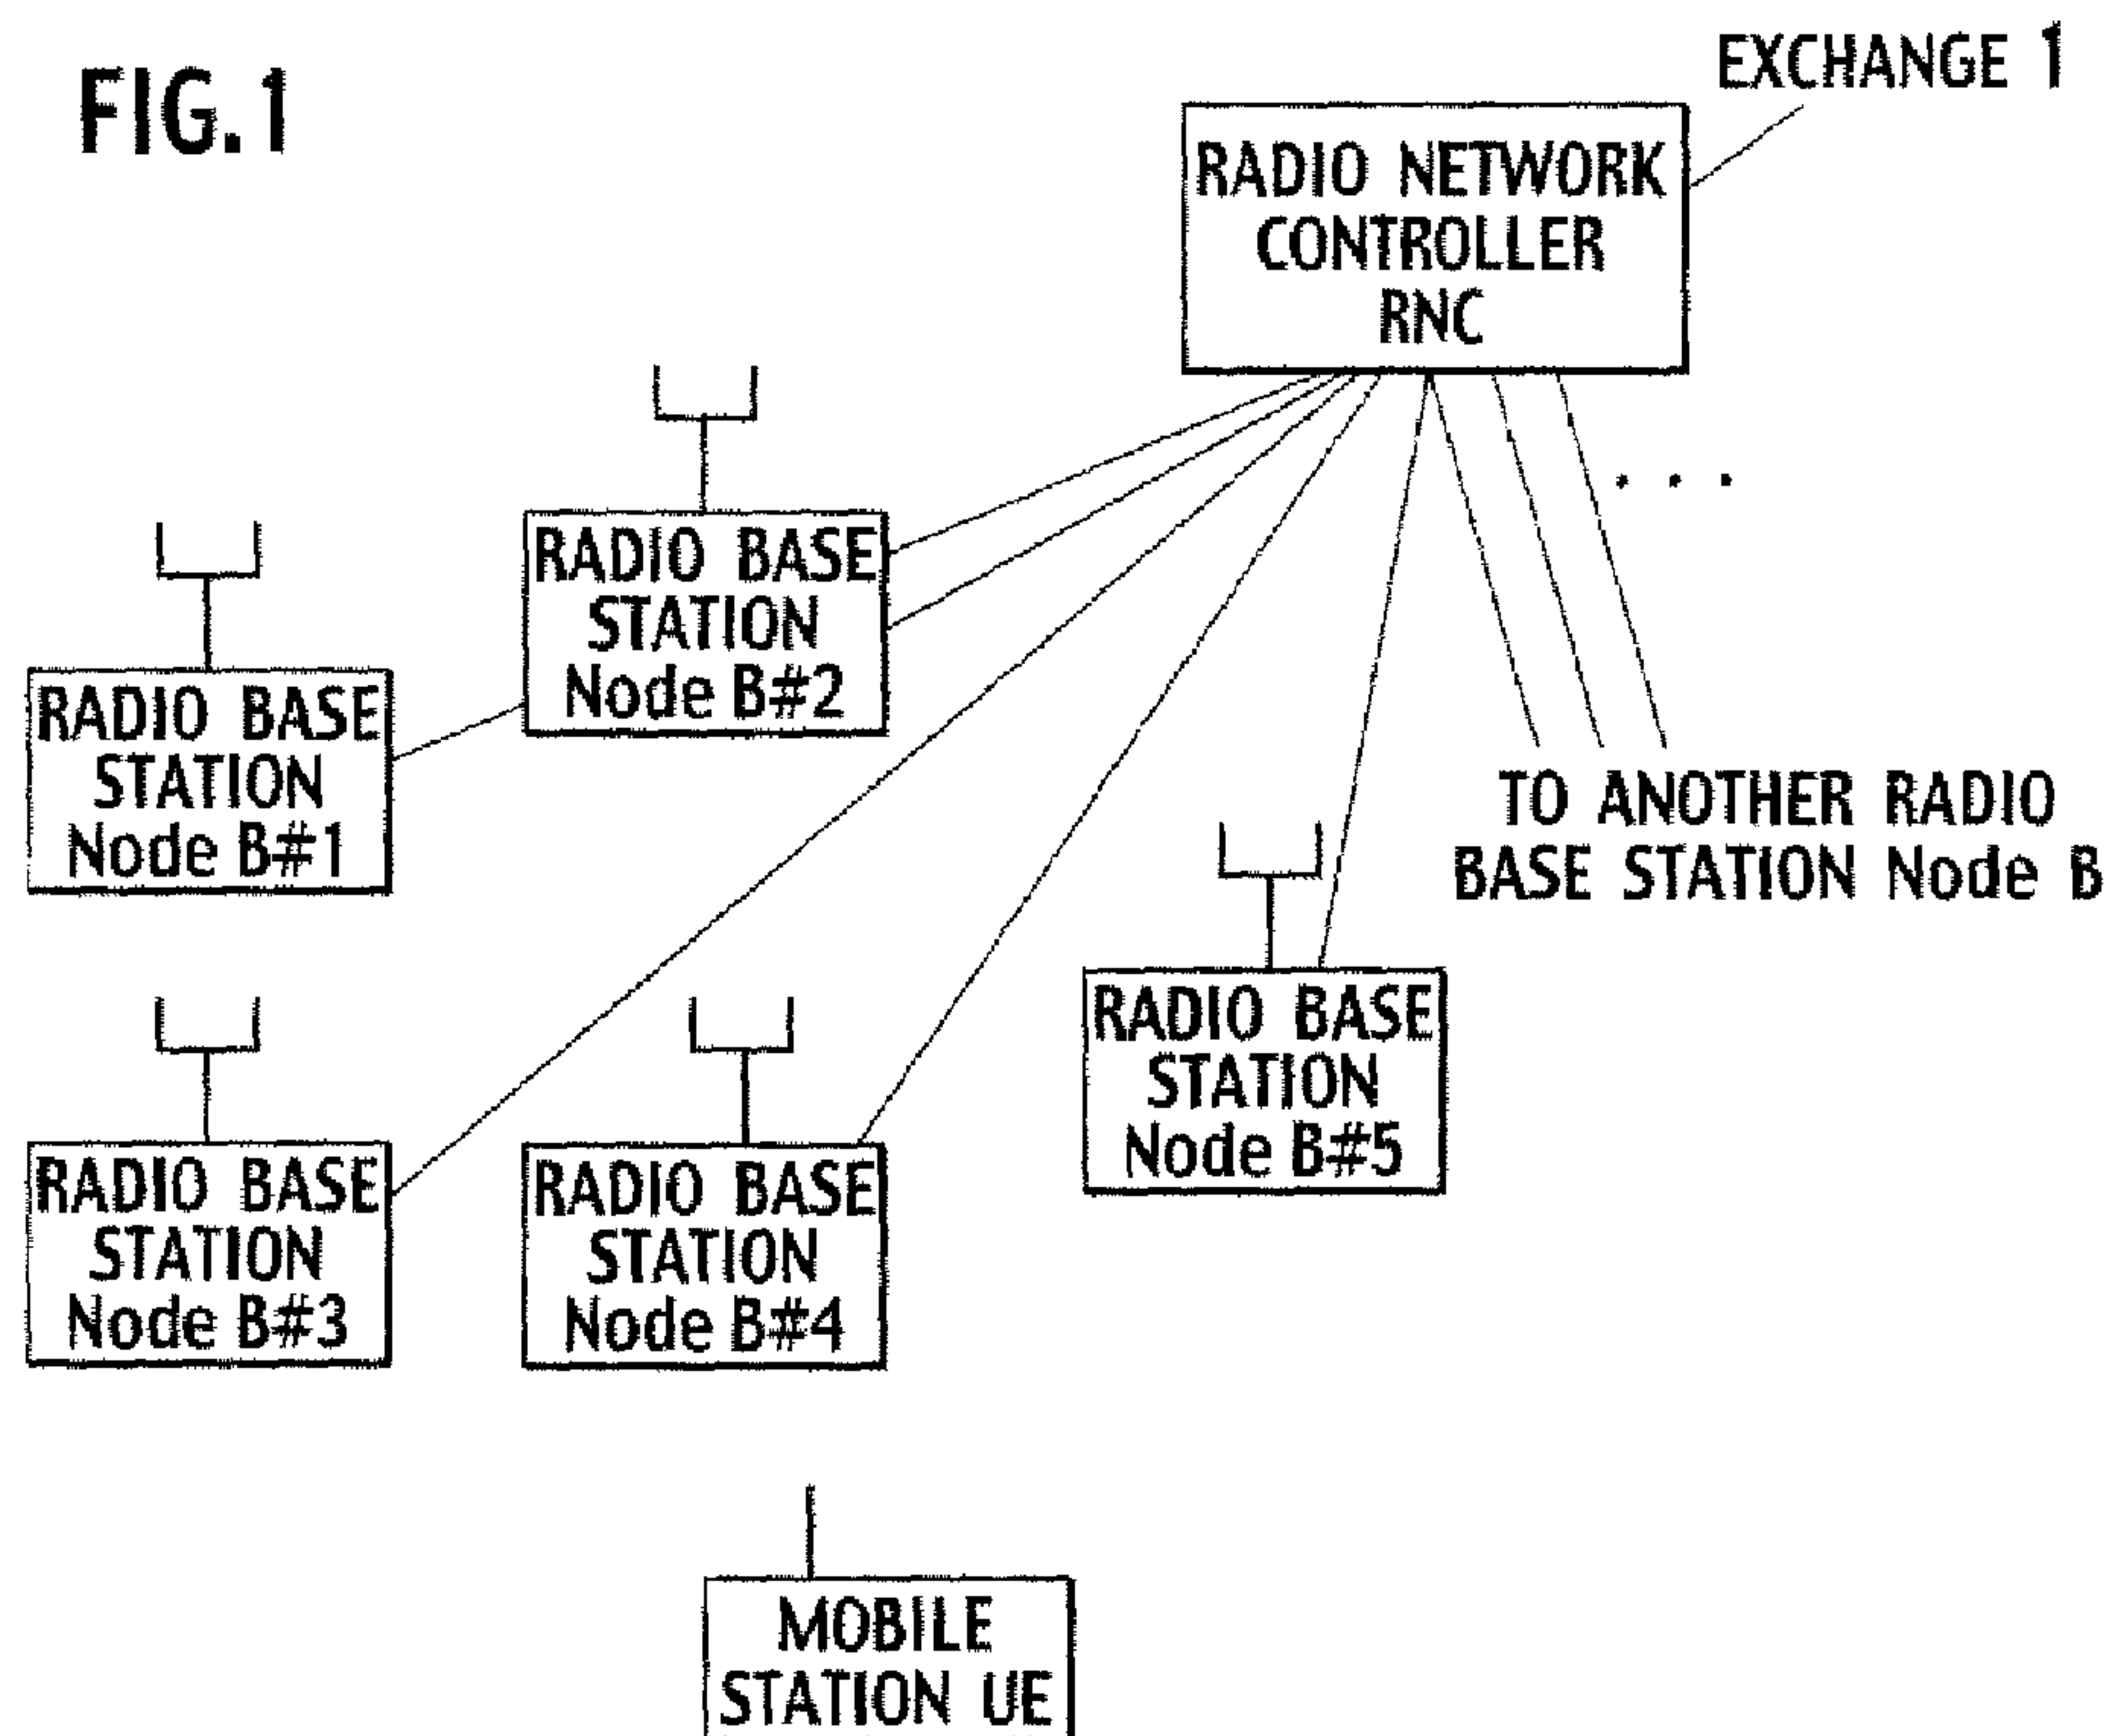 FIG.1
EXCHANGE 1
RADIO NETWORK
CONTROLLER
RNC
RADIO BASE
STATION
Node B#2
RADIO BASE
STATION
Node B#1
. . .
TO ANOTHER RADIO
BASE STATION Node B
RADIO BASE
STATION
Node B#5
RADIO BASE
STATION
Node B#3
RADIO BASE
STATION
Node B#4
MOBILE
STATION UE